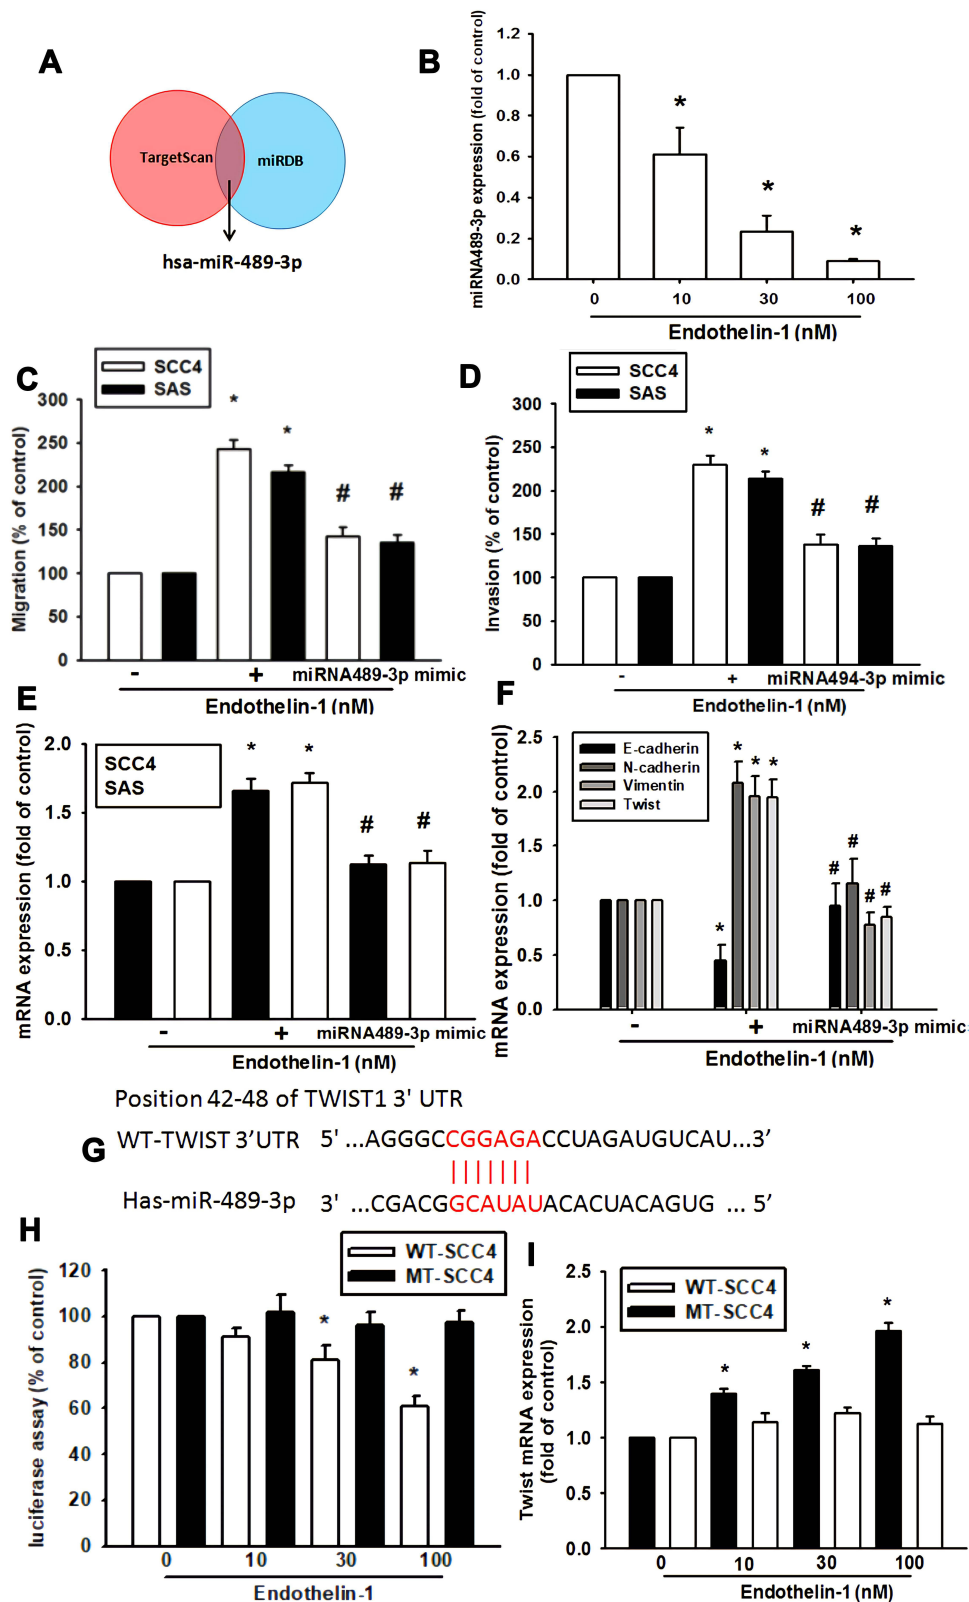 A
TargetScan
miRDB
hsa-miR-489-3p
B
miRNA489-3p expression (fold of control)
1.2
1.0
0.8
0.6
0.4
0.2
0.0
*
*
*
0 10 30 100
Endothelin-1 (nM)
C
SCC4
SAS
Migration (% of control)
300
250
200
150
100
50
0
*
*
# #
- + miRNA489-3p mimic
Endothelin-1 (nM)
D
SCC4
SAS
Invasion (% of control)
300
250
200
150
100
50
0
*
*
# #
- + miRNA494-3p mimic
Endothelin-1 (nM)
E
SCC4
SAS
mRNA expression (fold of control)
2.0
1.5
1.0
0.5
0.0
* *
# #
- + miRNA489-3p mimic
Endothelin-1 (nM)
F
E-cadherin
N-cadherin
Vimentin
Twist
mRNA expression (fold of control)
2.5
2.0
1.5
1.0
0.5
0.0
* * * *
# # # #
- + miRNA489-3p mimic
Endothelin-1 (nM)
G
Position 42-48 of TWIST1 3' UTR
WT-TWIST 3’UTR 5' ...AGGGCCGGAGACCUAGAUGUCAU...3’
Has-miR-489-3p 3' ...CGACGGCAUAUACACUACAGUG ... 5’
H
WT-SCC4
MT-SCC4
luciferase assay (% of control)
120
100
80
60
40
20
0
*
*
0 10 30 100
Endothelin-1
I
WT-SCC4
MT-SCC4
Twist mRNA expression
(fold of control)
2.5
2.0
1.5
1.0
0.5
0.0
*
*
*
0 10 30 100
Endothelin-1 (nM)